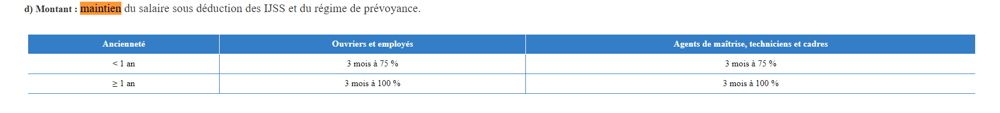 d) Montant : maintien du salaire sous déduction des IJSS et du régime de prévoyance.
Ancienneté Ouvriers et employés Agents de maîtrise, techniciens et cadres
< 1 an 3 mois à 75 % 3 mois à 75 %
≥ 1 an 3 mois à 100 % 3 mois à 100 %